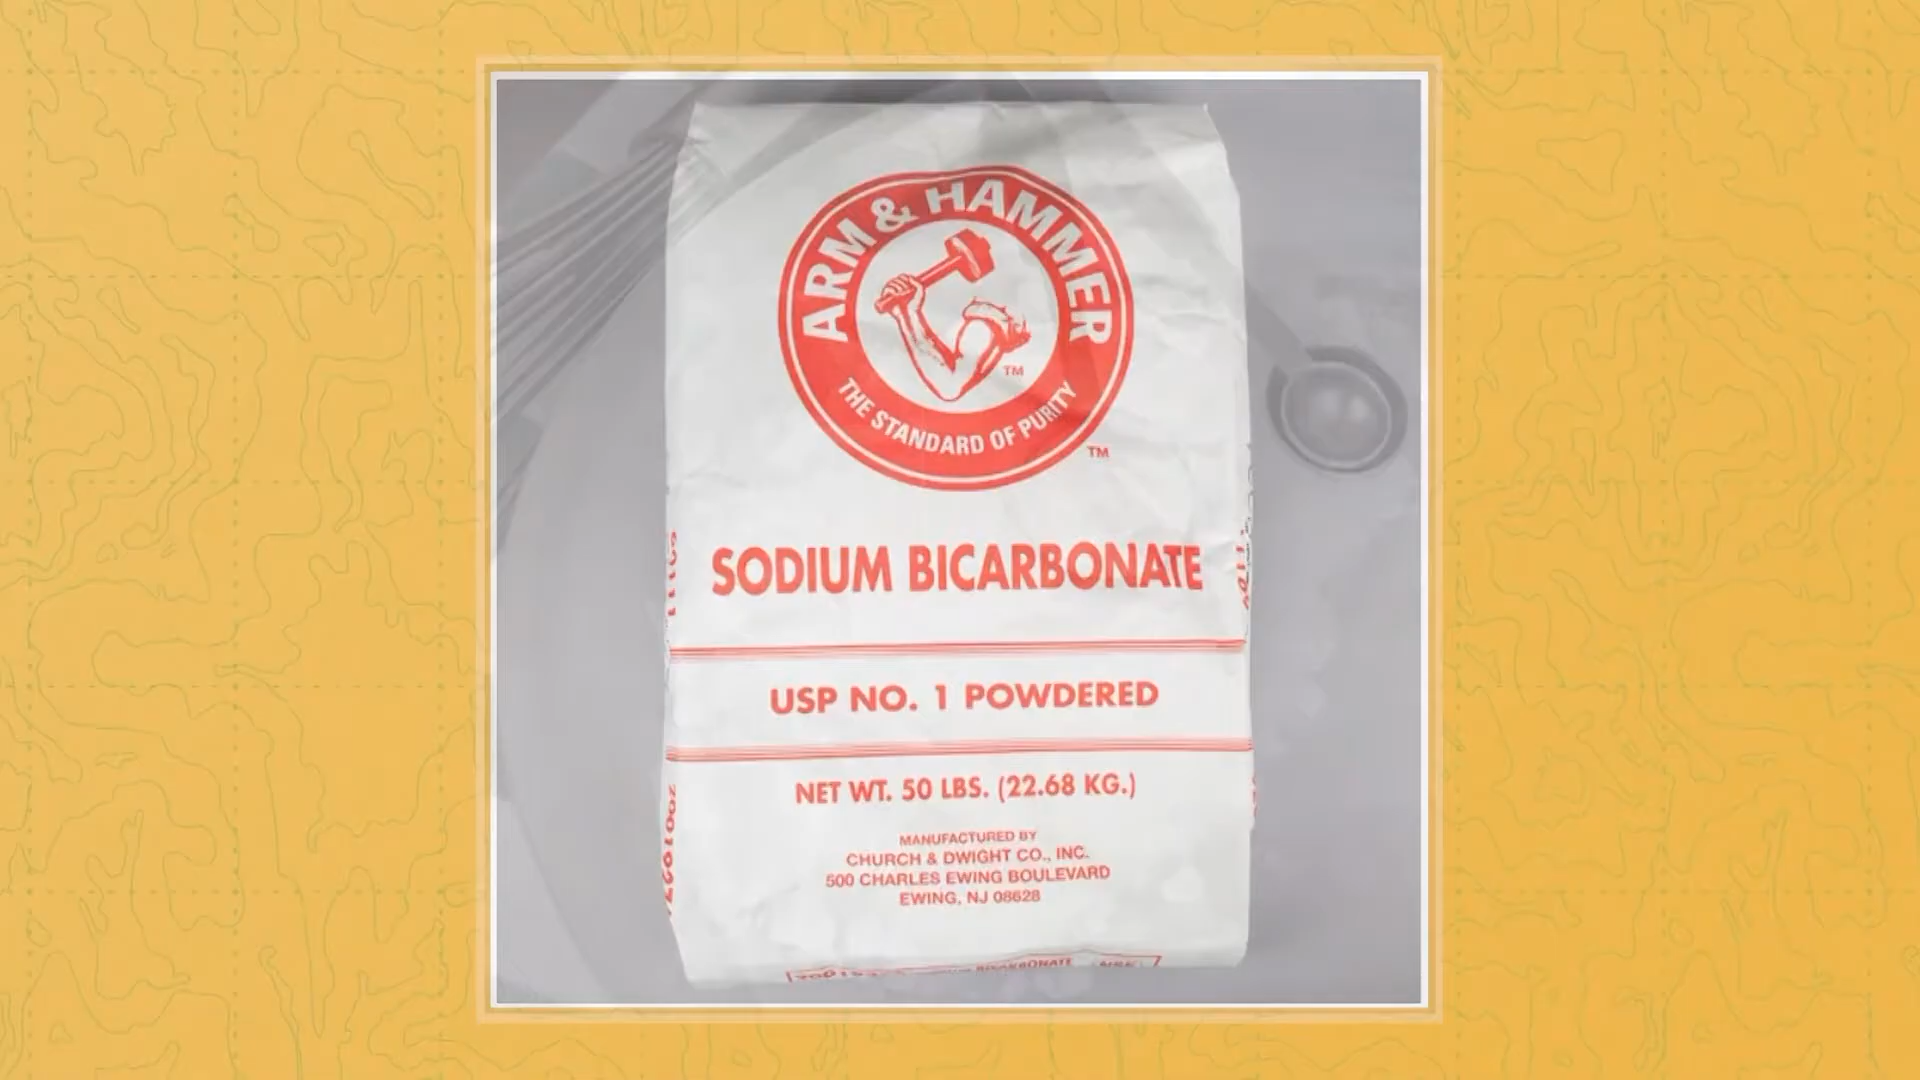 ARM & HAMMER
TM
THE STANDARD OF PURITY
TM
SODIUM BICARBONATE
USP NO. 1 POWDERED
NET WT. 50 LBS. (22.68 KG.)
MANUFACTURED BY
CHURCH & DWIGHT CO., INC.
500 CHARLES EWING BOULEVARD
EWING, NJ 08628
BICARBONATE